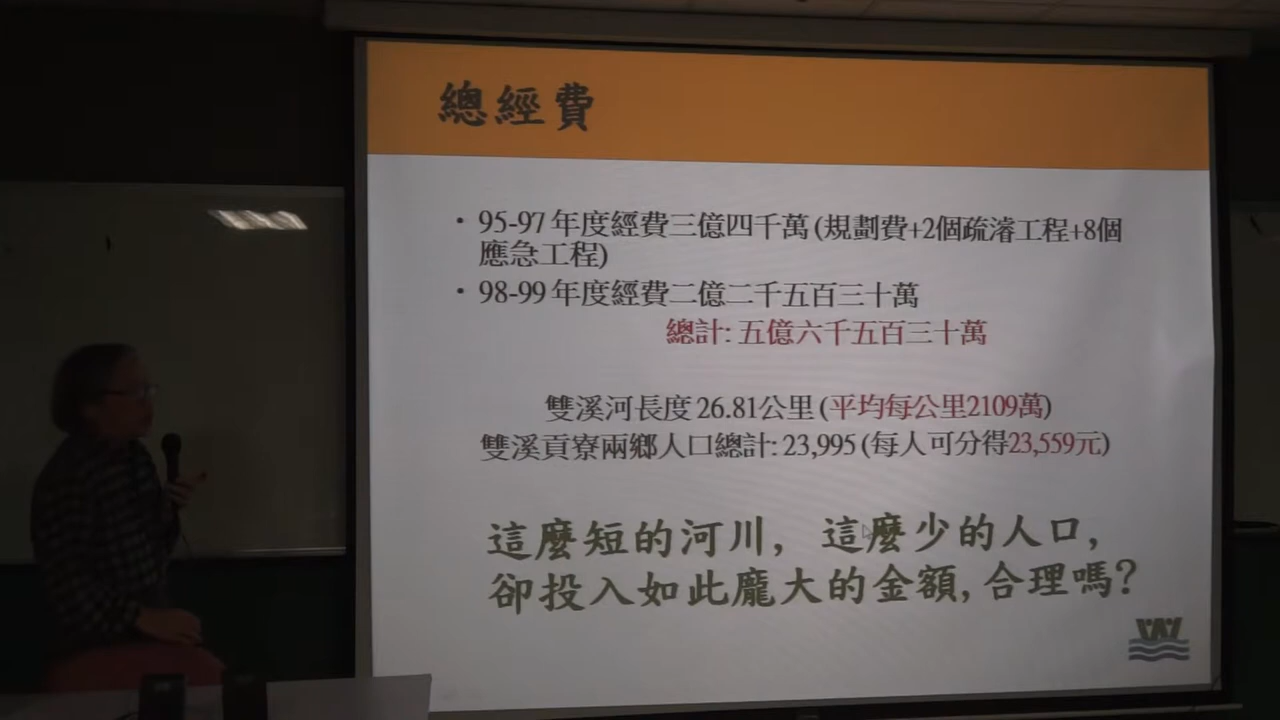 總經費
• 95-97 年度經費三億四千萬 (規劃費+2個疏濬工程+8個
應急工程)
• 98-99 年度經費二億二千五百三十萬
總計: 五億六千五百三十萬
雙溪河長度 26.81公里 (平均每公里2109萬)
雙溪貢寮兩鄉人口總計: 23,995 (每人可分得23,559元)
這麼短的河川，這麼少的人口，
卻投入如此龐大的金額, 合理嗎?